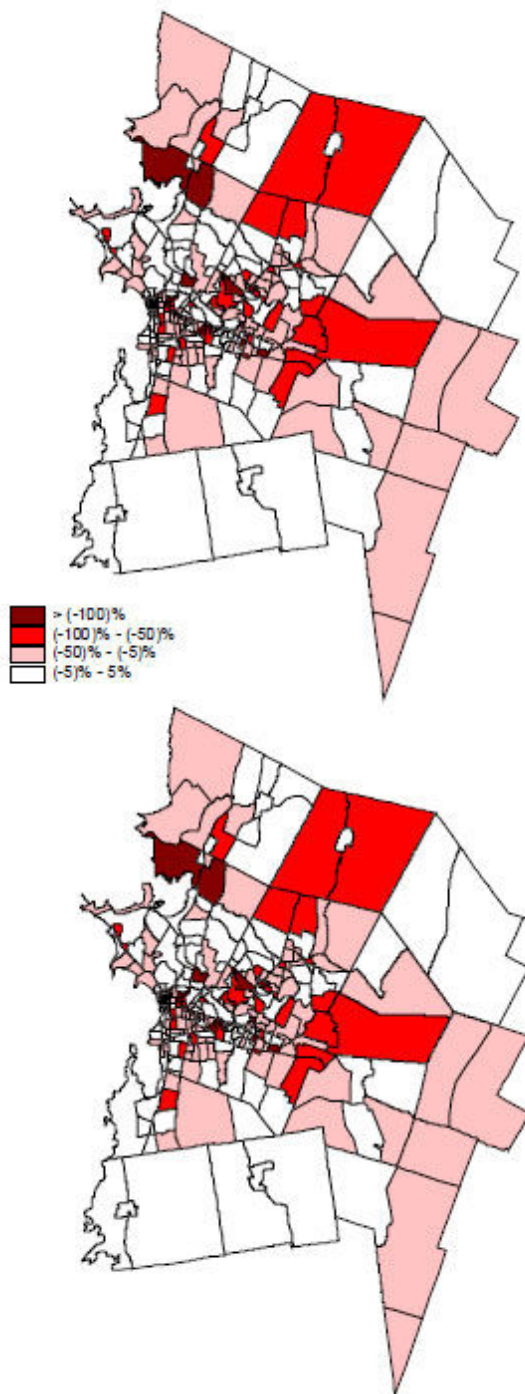 > (-100)%
(-100)% - (-50)%
(-50)% - (-5)%
(-5)% - 5%